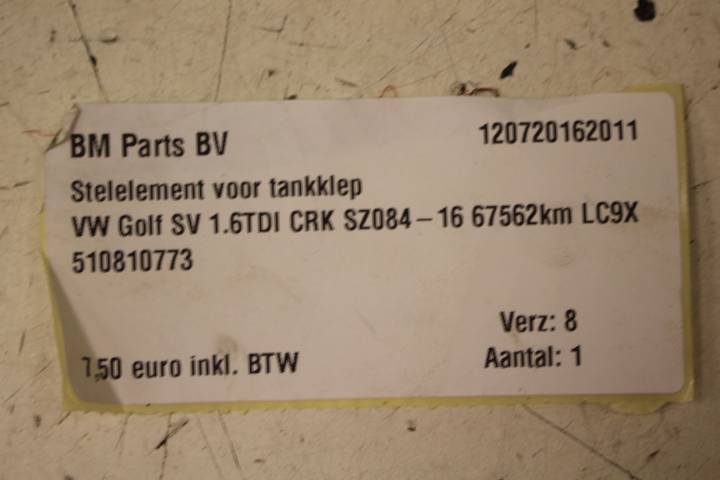 BM Parts BV 120720162011
Stelelement voor tankklep
VW Golf SV 1.6TDI CRK SZ084-16 67562km LC9X
510810773
Verz: 8
7,50 euro inkl. BTW Aantal: 1